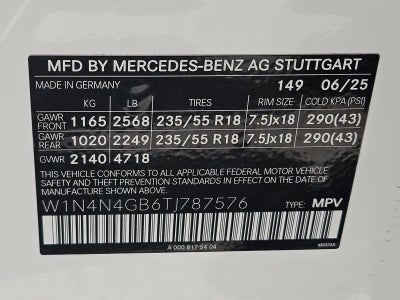 MFD BY MERCEDES-BENZ AG STUTTGART
MADE IN GERMANY 149 06/25
KG LB TIRES RIM SIZE COLD KPA (PSI)
GAWR FRONT 1165 2568 235/55 R18 7.5Jx18 290(43)
GAWR REAR 1020 2249 235/55 R18 7.5Jx18 290(43)
GVWR 2140 4718
THIS VEHICLE CONFORMS TO ALL APPLICABLE FEDERAL MOTOR VEHICLE
SAFETY, BUMPER, AND THEFT PREVENTION STANDARDS IN EFFECT ON THE DATE
OF MANUFACTURE SHOWN ABOVE.
W1N4N4GB6TJ787576 TYPE: MPV
A 000 817 54 04